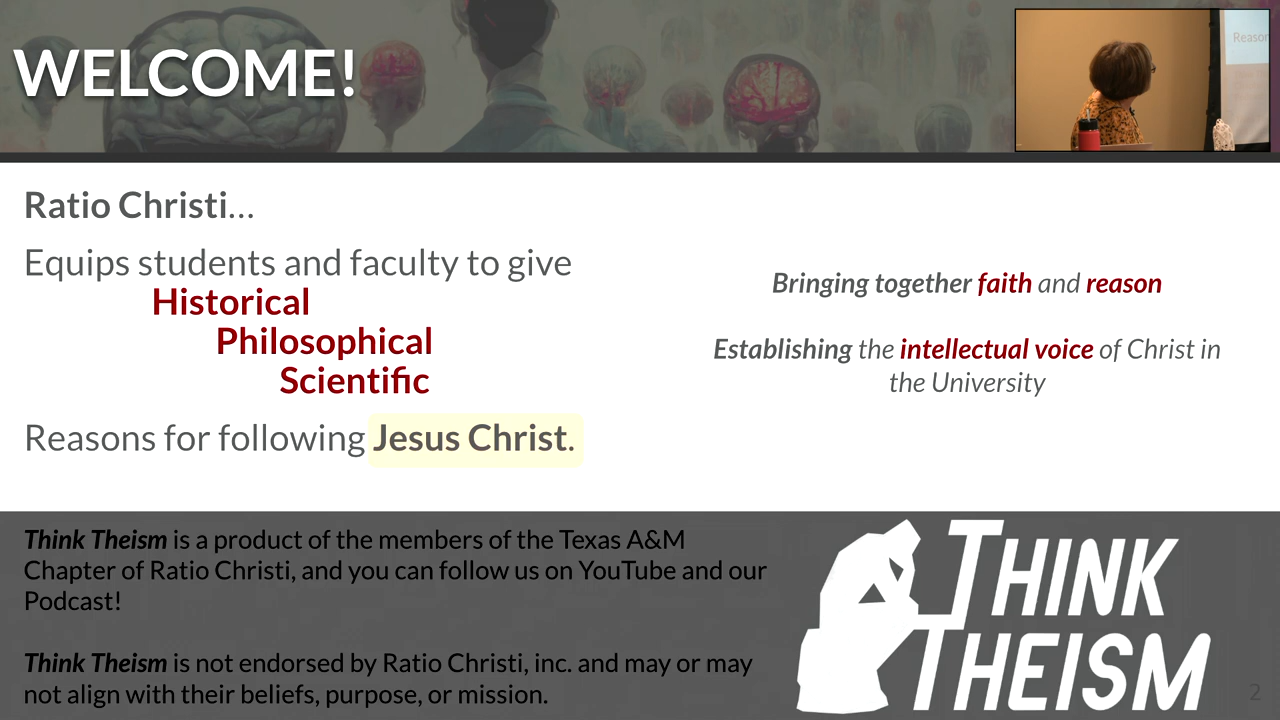 WELCOME!
Reason
Ratio Christi...
Equips students and faculty to give
Historical
Philosophical
Scientific
Reasons for following Jesus Christ.
Bringing together faith and reason
Establishing the intellectual voice of Christ in
the University
Think Theism is a product of the members of the Texas A&M
Chapter of Ratio Christi, and you can follow us on YouTube and our
Podcast!
Think Theism is not endorsed by Ratio Christi, inc. and may or may
not align with their beliefs, purpose, or mission.
THINK
THEISM
2